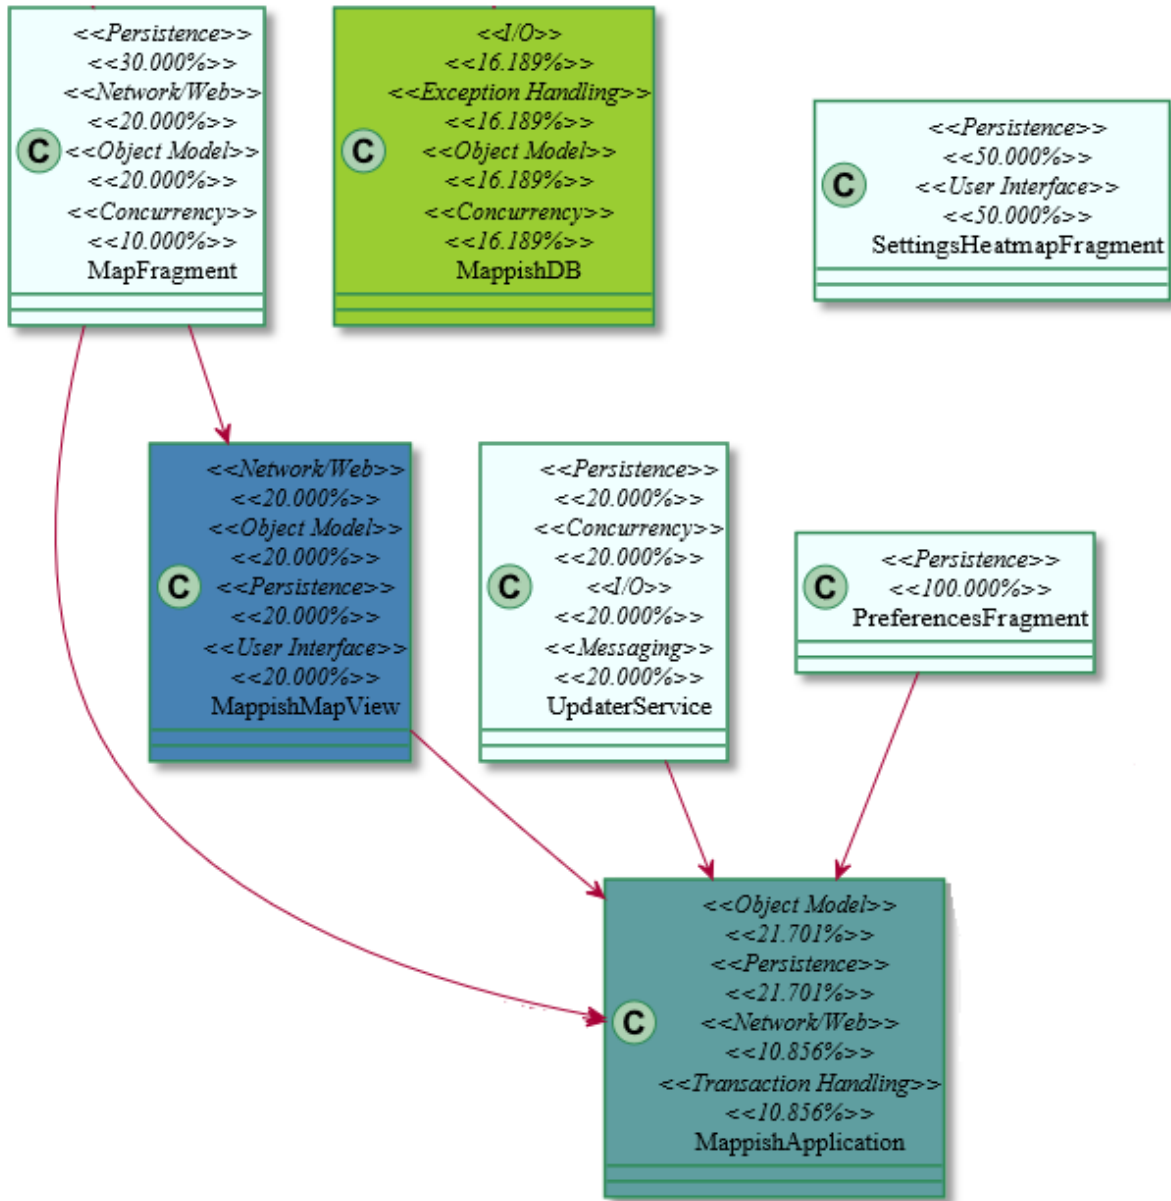 <<Persistence>>
<<30.000%>>
<<Network/Web>>
<<20.000%>>
<<Object Model>>
<<20.000%>>
<<Concurrency>>
<<10.000%>>
MapFragment
C
<<I/O>>
<<16.189%>>
<<Exception Handling>>
<<16.189%>>
<<Object Model>>
<<16.189%>>
<<Concurrency>>
<<16.189%>>
MappishDB
C
<<Persistence>>
<<50.000%>>
<<User Interface>>
<<50.000%>>
SettingsHeatmapFragment
C
<<Network/Web>>
<<20.000%>>
<<Object Model>>
<<20.000%>>
<<Persistence>>
<<20.000%>>
<<User Interface>>
<<20.000%>>
MappishMapView
C
<<Persistence>>
<<20.000%>>
<<Concurrency>>
<<20.000%>>
<<I/O>>
<<20.000%>>
<<Messaging>>
<<20.000%>>
UpdaterService
C
<<Persistence>>
<<100.000%>>
PreferencesFragment
C
<<Object Model>>
<<21.701%>>
<<Persistence>>
<<21.701%>>
<<Network/Web>>
<<10.856%>>
<<Transaction Handling>>
<<10.856%>>
MappishApplication
C